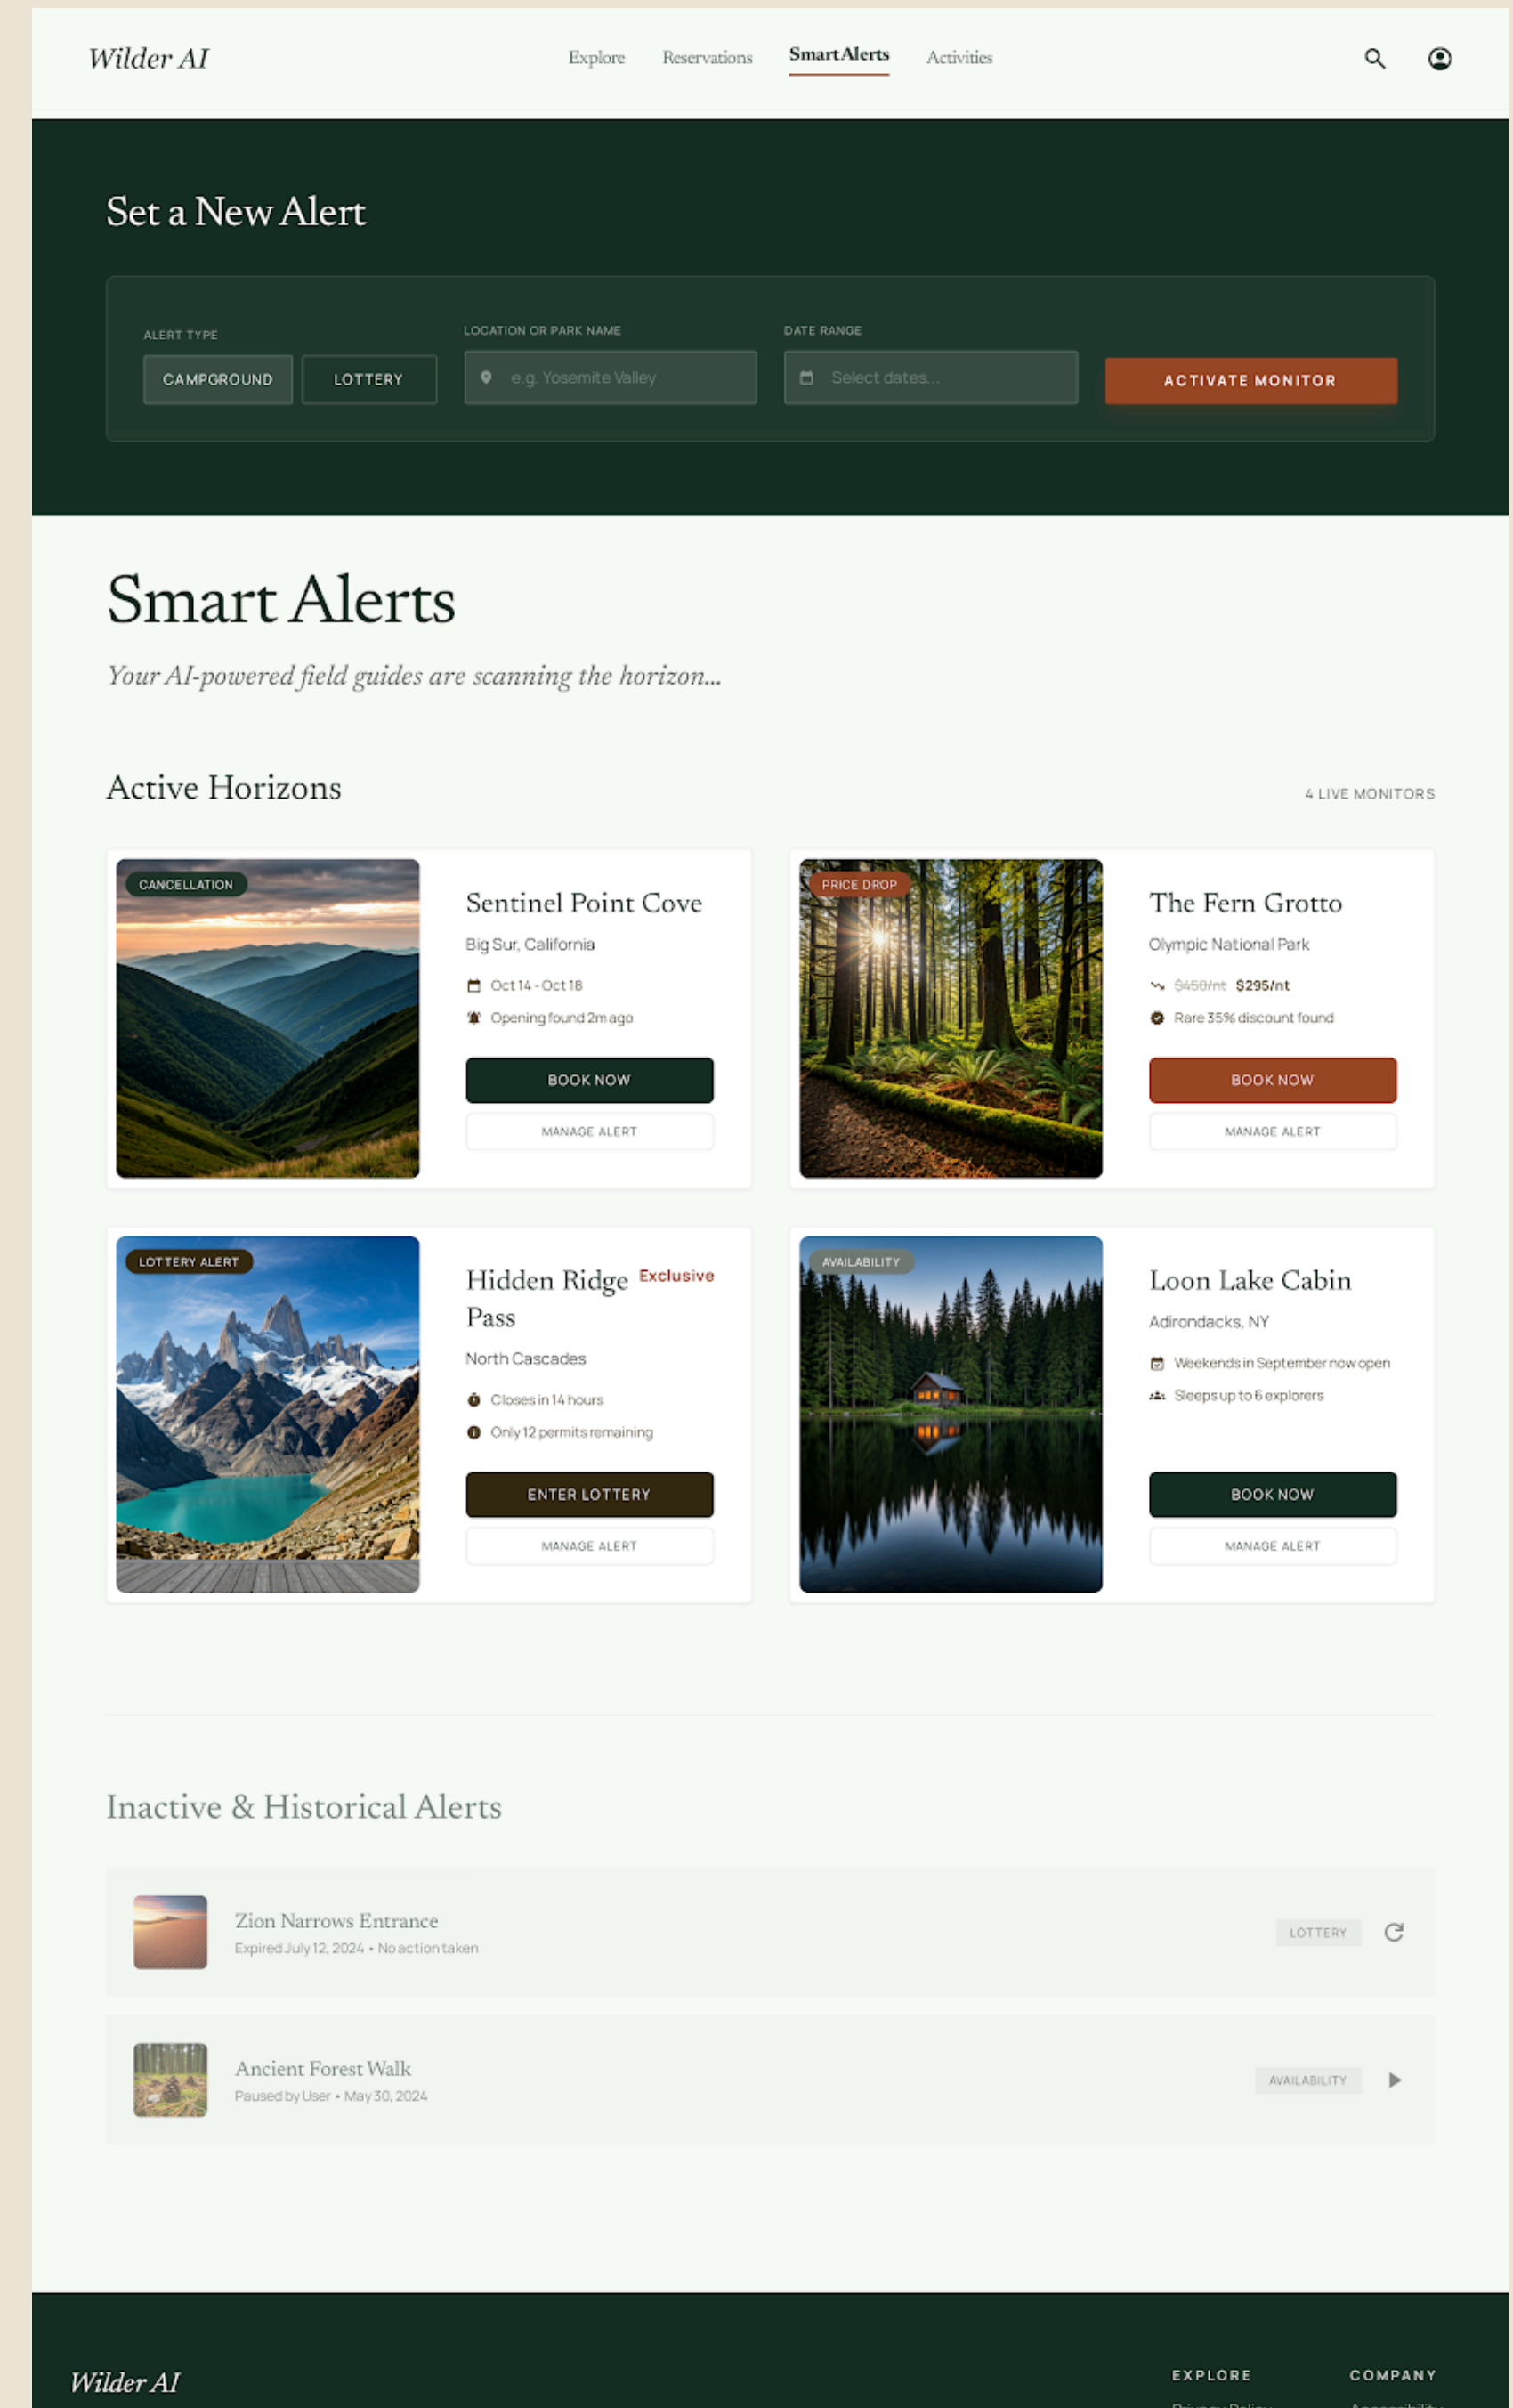 Wilder AI
Explore
Reservations
Smart Alerts
Activities
Set a New Alert
ALERT TYPE
CAMPGROUND
LOTTERY
LOCATION OR PARK NAME
e.g. Yosemite Valley
DATE RANGE
Select dates...
ACTIVATE MONITOR
Smart Alerts
Your AI-powered field guides are scanning the horizon...
Active Horizons
4 LIVE MONITORS
CANCELLATION
Sentinel Point Cove
Big Sur, California
Oct 14 - Oct 18
Opening found 2m ago
BOOK NOW
MANAGE ALERT
PRICE DROP
The Fern Grotto
Olympic National Park
$450/nt $295/nt
Rare 35% discount found
BOOK NOW
MANAGE ALERT
LOTTERY ALERT
Hidden Ridge
Pass
Exclusive
North Cascades
Closes in 14 hours
Only 12 permits remaining
ENTER LOTTERY
MANAGE ALERT
AVAILABILITY
Loon Lake Cabin
Adirondacks, NY
Weekends in September now open
Sleeps up to 6 explorers
BOOK NOW
MANAGE ALERT
Inactive & Historical Alerts
Zion Narrows Entrance
Expired July 12, 2024 • No action taken
LOTTERY
Ancient Forest Walk
Paused by User • May 30, 2024
AVAILABILITY
Wilder AI
EXPLORE
COMPANY